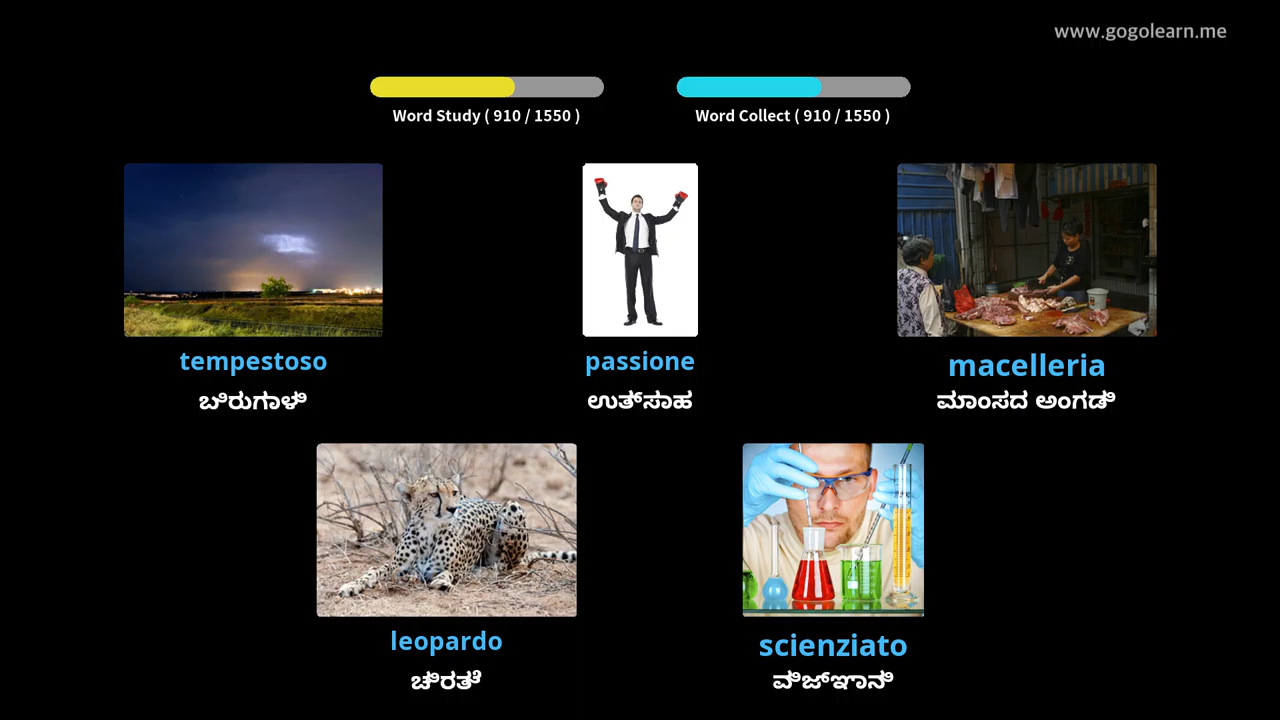 www.gogolearn.me
Word Study ( 910 / 1550 )
Word Collect ( 910 / 1550 )
tempestoso
passione
macelleria
ಬಿರುಗಾಳಿ
ಉತ್ಸಾಹ
ಮಾಂಸದ ಅಂಗಡಿ
leopardo
scienziato
ಚಿರತೆ
ವಿಜ್ಞಾನಿ